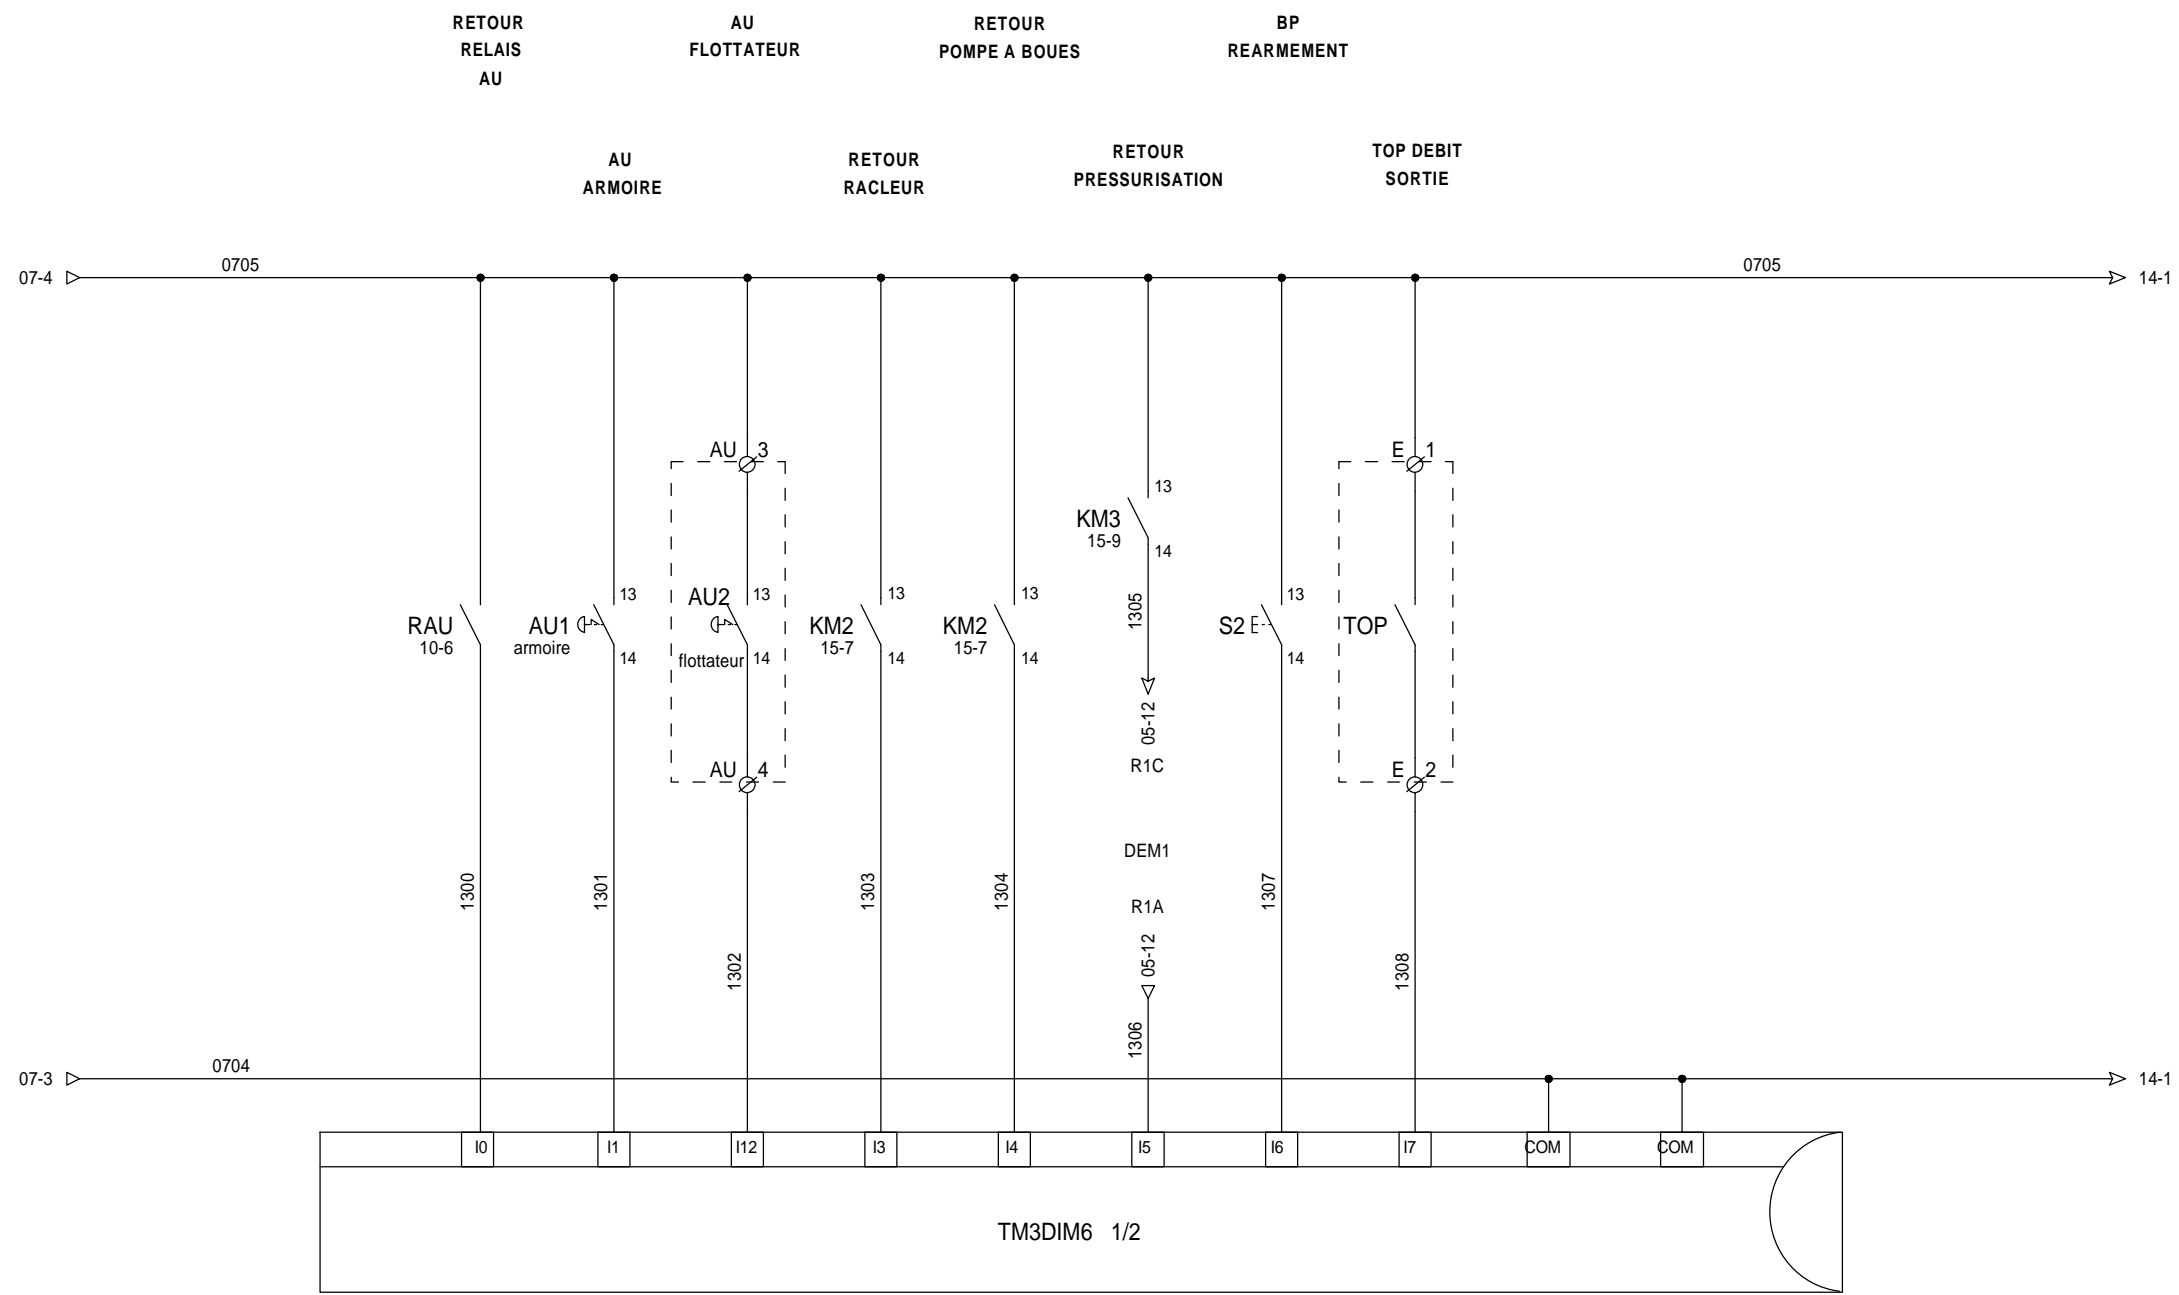 RETOUR
RELAIS
AU
AU
FLOTTATEUR
RETOUR
POMPE A BOUES
BP
REARMEMENT
AU
ARMOIRE
RETOUR
RACLEUR
RETOUR
PRESSURISATION
TOP DEBIT
SORTIE
07-4
0705
0705
14-1
AU 3
E 1
KM3
15-9
13
14
RAU
10-6
AU1
armoire
13
14
AU2
flottateur
13
14
KM2
15-7
13
14
KM2
15-7
13
14
1305
05-12
R1C
S2
13
14
TOP
AU 4
E 2
DEM1
R1A
05-12
1300
1301
1302
1303
1304
1306
1307
1308
07-3
0704
14-1
I0
I1
I12
I3
I4
I5
I6
I7
COM
COM
TM3DIM6 1/2